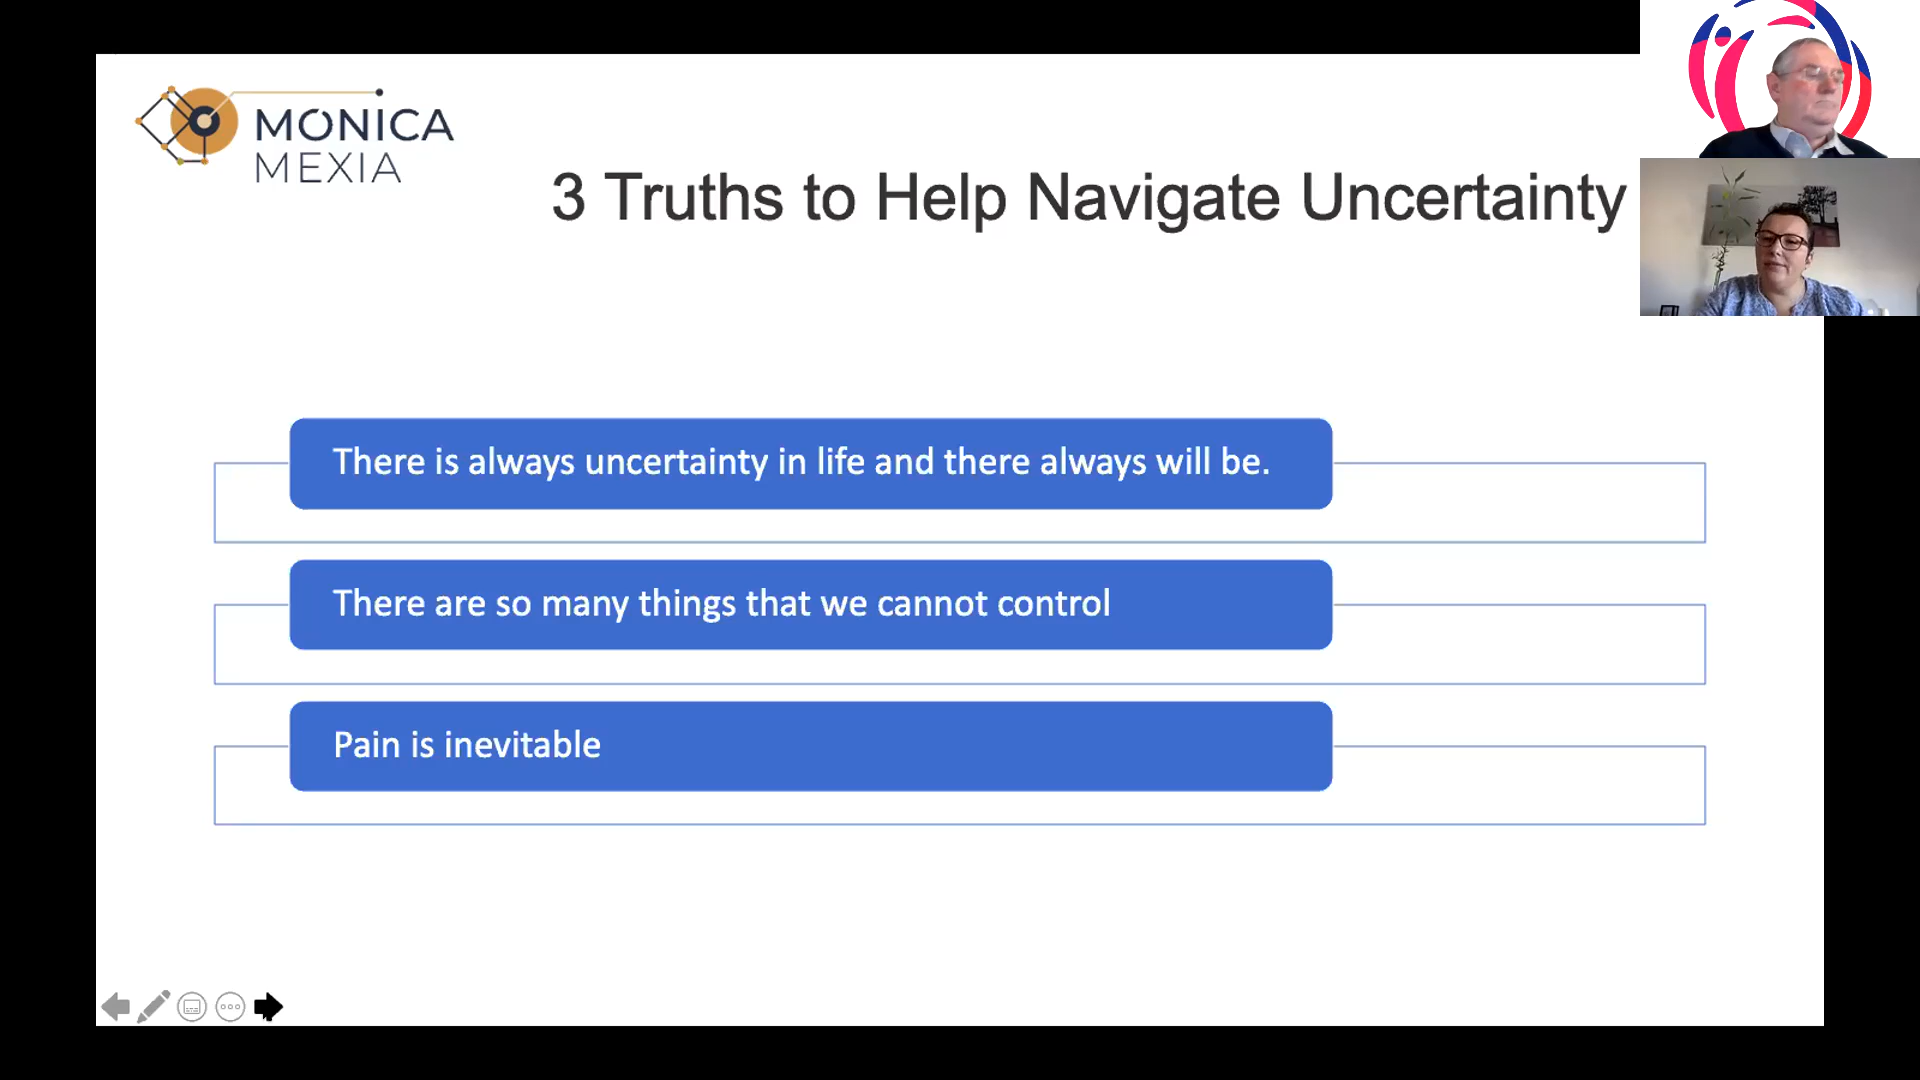 MONICA
MEXIA
3 Truths to Help Navigate Uncertainty
There is always uncertainty in life and there always will be.
There are so many things that we cannot control
Pain is inevitable